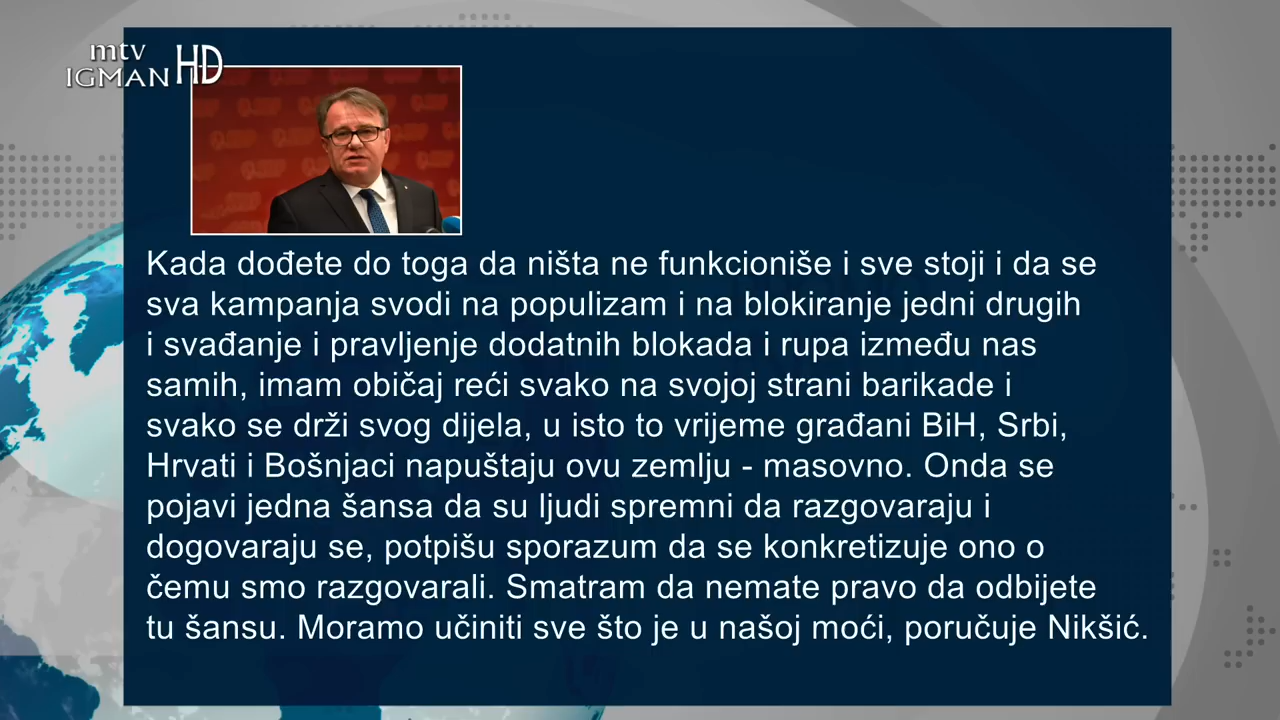 mtv
IGMAN HD
Kada dođete do toga da ništa ne funkcioniše i sve stoji i da se
sva kampanja svodi na populizam i na blokiranje jedni drugih
i svađanje i pravljenje dodatnih blokada i rupa između nas
samih, imam običaj reći svako na svojoj strani barikade i
svako se drži svog dijela, u isto to vrijeme građani BiH, Srbi,
Hrvati i Bošnjaci napuštaju ovu zemlju - masovno. Onda se
pojavi jedna šansa da su ljudi spremni da razgovaraju i
dogovaraju se, potpišu sporazum da se konkretizuje ono o
čemu smo razgovarali. Smatram da nemate pravo da odbijete
tu šansu. Moramo učiniti sve što je u našoj moći, poručuje Nikšić.